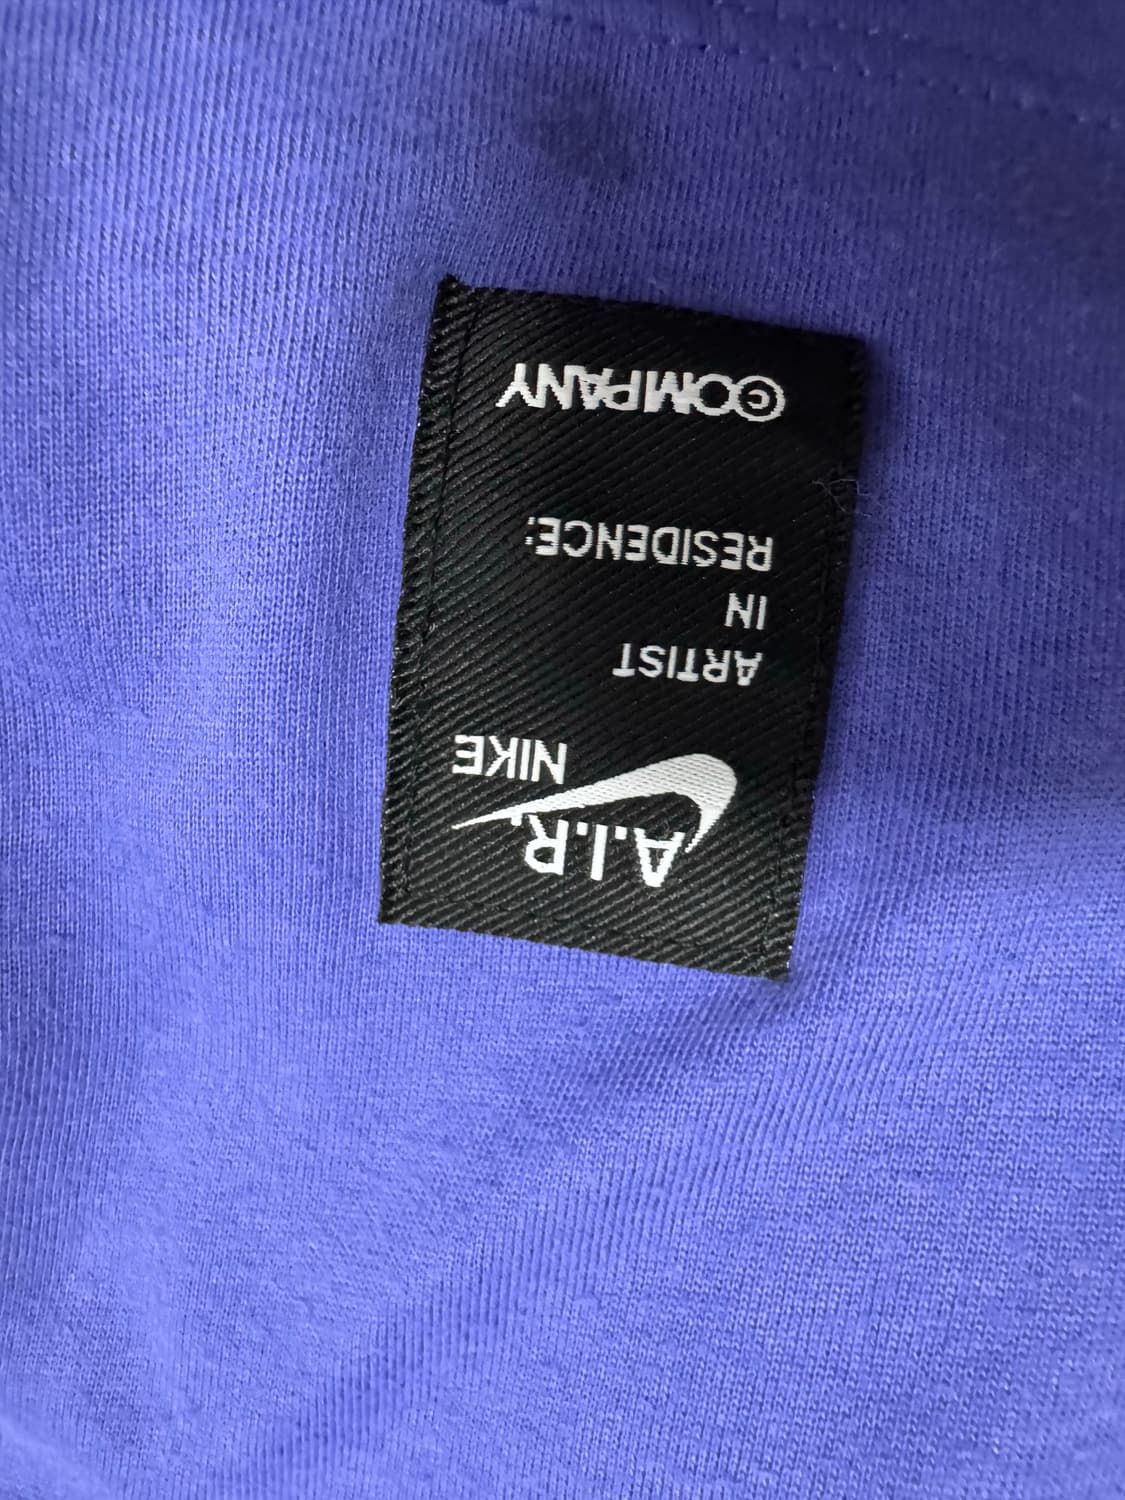 A.I.R.
NIKE
ARTIST
IN
RESIDENCE:
©OMPANY